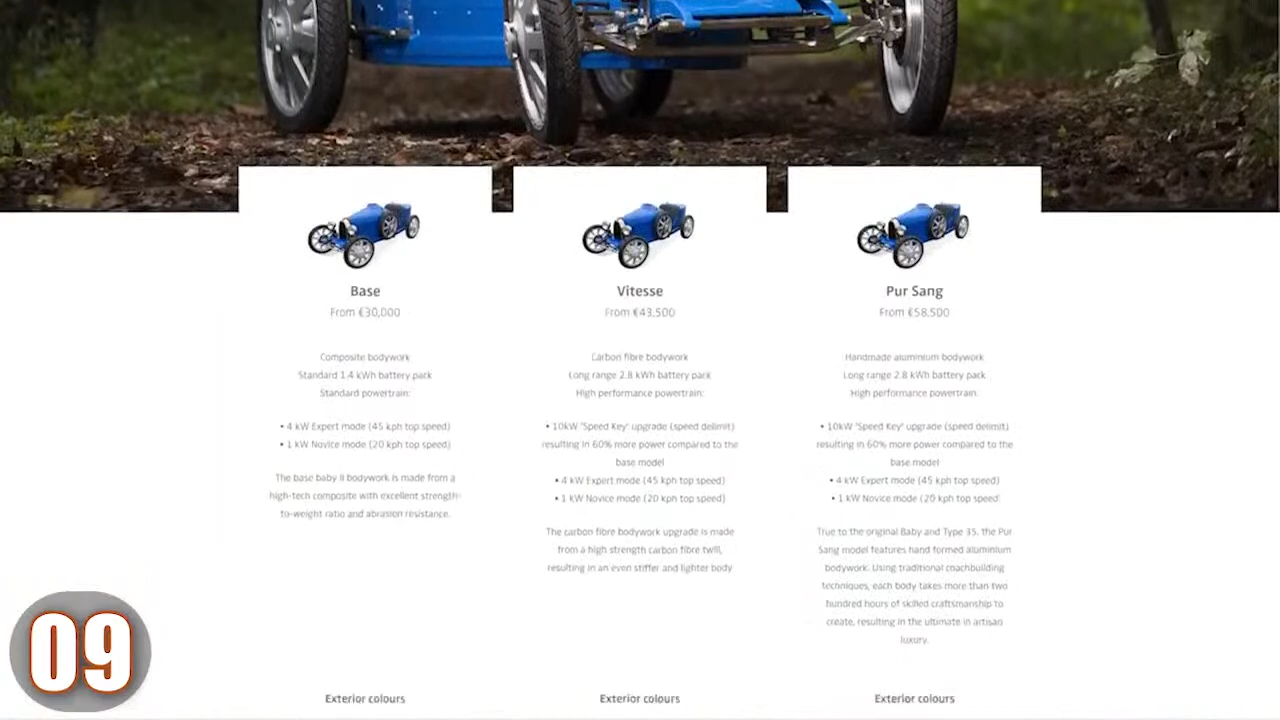 Base
From €30,000
Composite bodywork
Standard 1.4 kWh battery pack
Standard powertrain:
• 4 kW Expert mode (45 kph top speed)
• 1 kW Novice mode (20 kph top speed)
The base baby II bodywork is made from a
high-tech composite with excellent strength-
to-weight ratio and abrasion resistance.
Exterior colours
Vitesse
From €43,500
Carbon fibre bodywork
Long range 2.8 kWh battery pack
High performance powertrain:
• 10kW 'Speed Key' upgrade (speed delimit)
resulting in 60% more power compared to the
base model
• 4 kW Expert mode (45 kph top speed)
• 1 kW Novice mode (20 kph top speed)
The carbon fibre bodywork upgrade is made
from a high strength carbon fibre twill,
resulting in an even stiffer and lighter body
Exterior colours
Pur Sang
From €58,500
Handmade aluminium bodywork
Long range 2.8 kWh battery pack
High performance powertrain:
• 10kW 'Speed Key' upgrade (speed delimit)
resulting in 60% more power compared to the
base model
• 4 kW Expert mode (45 kph top speed)
• 1 kW Novice mode (20 kph top speed
True to the original Baby and Type 35, the Pur
Sang model features hand formed aluminium
bodywork. Using traditional coachbuilding
techniques, each body takes more than two
hundred hours of skilled craftsmanship to
create, resulting in the ultimate in artisan
luxury.
Exterior colours
09